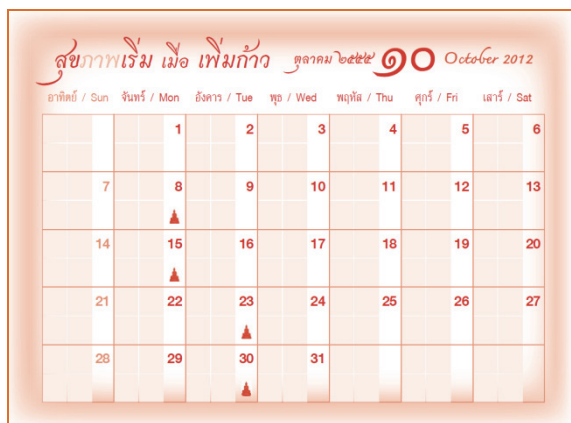 สุขภาพเริ่ม เมื่อ เพิ่มก้าว ตุลาคม ๒๕๕๕ ๑๐ October 2012
อาทิตย์ / Sun จันทร์ / Mon อังคาร / Tue พุธ / Wed พฤหัส / Thu ศุกร์ / Fri เสาร์ / Sat
1 2 3 4 5 6
7 8 9 10 11 12 13
14 15 16 17 18 19 20
21 22 23 24 25 26 27
28 29 30 31